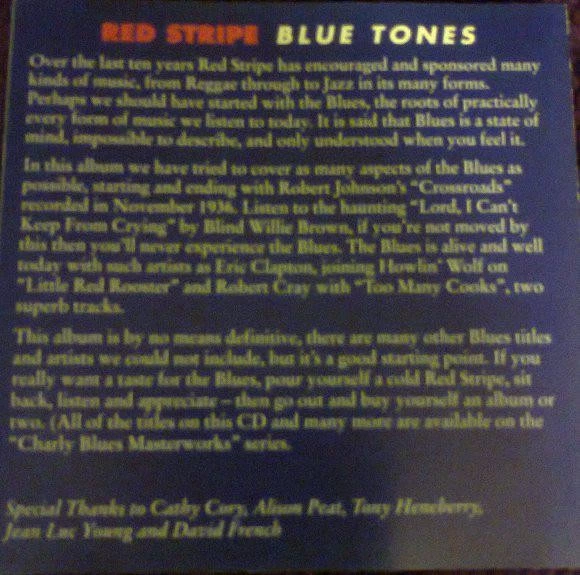 RED STRIPE BLUE TONES
Over the last ten years Red Stripe has encouraged and sponsored many
kinds of music, from Reggae through to Jazz in its many forms.
Perhaps we should have started with the Blues, the roots of practically
every form of music we listen to today. It is said that Blues is a state of
mind, impossible to describe, and only understood when you feel it.
In this album we have tried to cover as many aspects of the Blues as
possible, starting and ending with Robert Johnson's "Crossroads"
recorded in November 1936. Listen to the haunting "Lord, I Can't
Keep From Crying" by Blind Willie Brown, if you're not moved by
this then you'll never experience the Blues. The Blues is alive and well
today with such artists as Eric Clapton, joining Howlin' Wolf on
"Little Red Rooster" and Robert Cray with "Too Many Cooks", two
superb tracks.
This album is by no means definitive, there are many other Blues titles
and artists we could not include, but it's a good starting point. If you
really want a taste for the Blues, pour yourself a cold Red Stripe, sit
back, listen and appreciate – then go out and buy yourself an album or
two. (All of the titles on this CD and many more are available on the
"Charly Blues Masterworks" series.
Special Thanks to Cathy Cory, Alison Peat, Tony Heneberry,
Jean Luc Young and David French